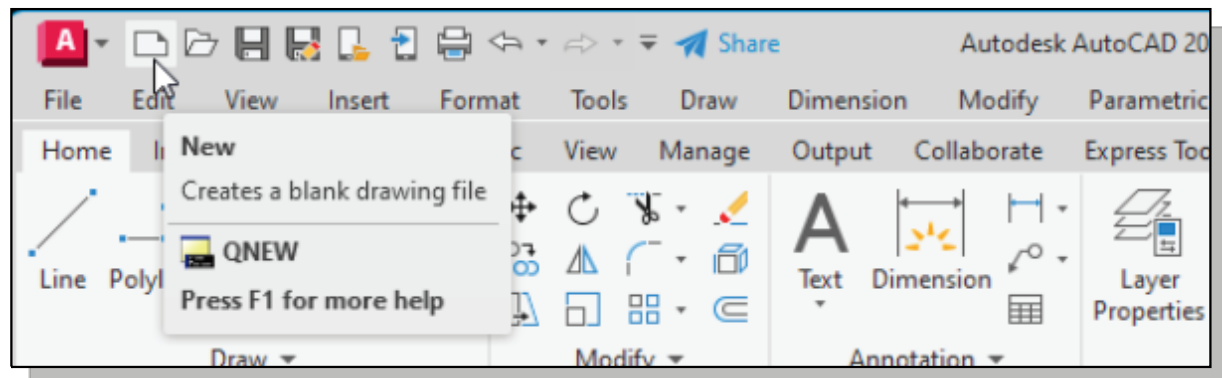 A Share Autodesk AutoCAD 20
File Edit View Insert Format Tools Draw Dimension Modify Parametric
Home View Manage Output Collaborate Express Too
New
Creates a blank drawing file
QNEW
Press F1 for more help
Line Polyl
A
Text Dimension Layer
Properties
Draw Modify Annotation